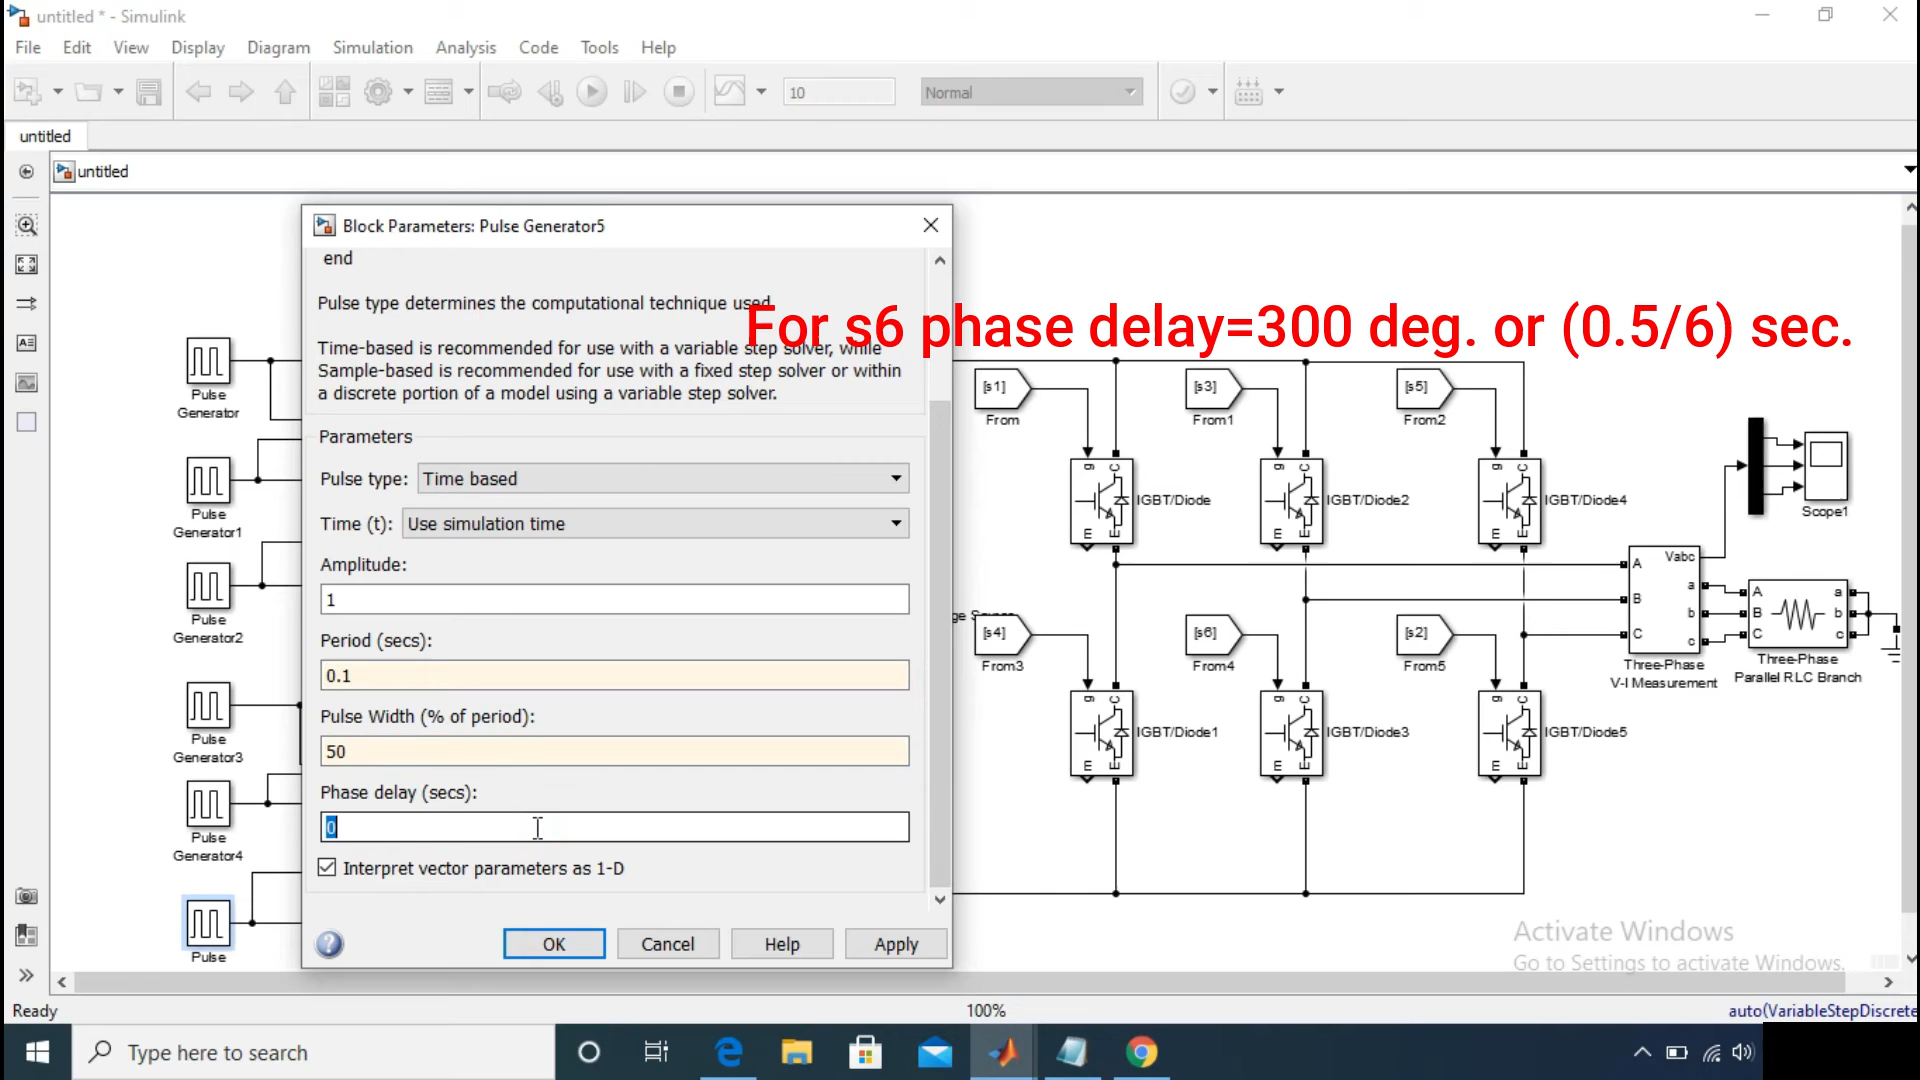 untitled * - Simulink
File Edit View Display Diagram Simulation Analysis Code Tools Help
10
Normal
untitled
untitled
Block Parameters: Pulse Generator5
end
Pulse type determines the computational technique used.
Time-based is recommended for use with a variable step solver, while
Sample-based is recommended for use with a fixed step solver or within
a discrete portion of a model using a variable step solver.
Parameters
Pulse type: Time based
Time (t): Use simulation time
Amplitude:
1
Period (secs):
0.1
Pulse Width (% of period):
50
Phase delay (secs):
0
Interpret vector parameters as 1-D
OK Cancel Help Apply
For s6 phase delay=300 deg. or (0.5/6) sec.
Pulse
Generator
Pulse
Generator1
Pulse
Generator2
Pulse
Generator3
Pulse
Generator4
Pulse
[s1]
From
[s3]
From1
[s5]
From2
g C
E E
IGBT/Diode
g C
E E
IGBT/Diode2
g C
E E
IGBT/Diode4
Scope1
[s4]
From3
[s6]
From4
[s2]
From5
g C
E E
IGBT/Diode1
g C
E E
IGBT/Diode3
g C
E E
IGBT/Diode5
Vabc
A
a
B
b
C
c
Three-Phase
V-I Measurement
A a
B b
C c
Three-Phase
Parallel RLC Branch
Activate Windows
Go to Settings to activate Windows.
Ready
100%
auto(VariableStepDiscrete
Type here to search